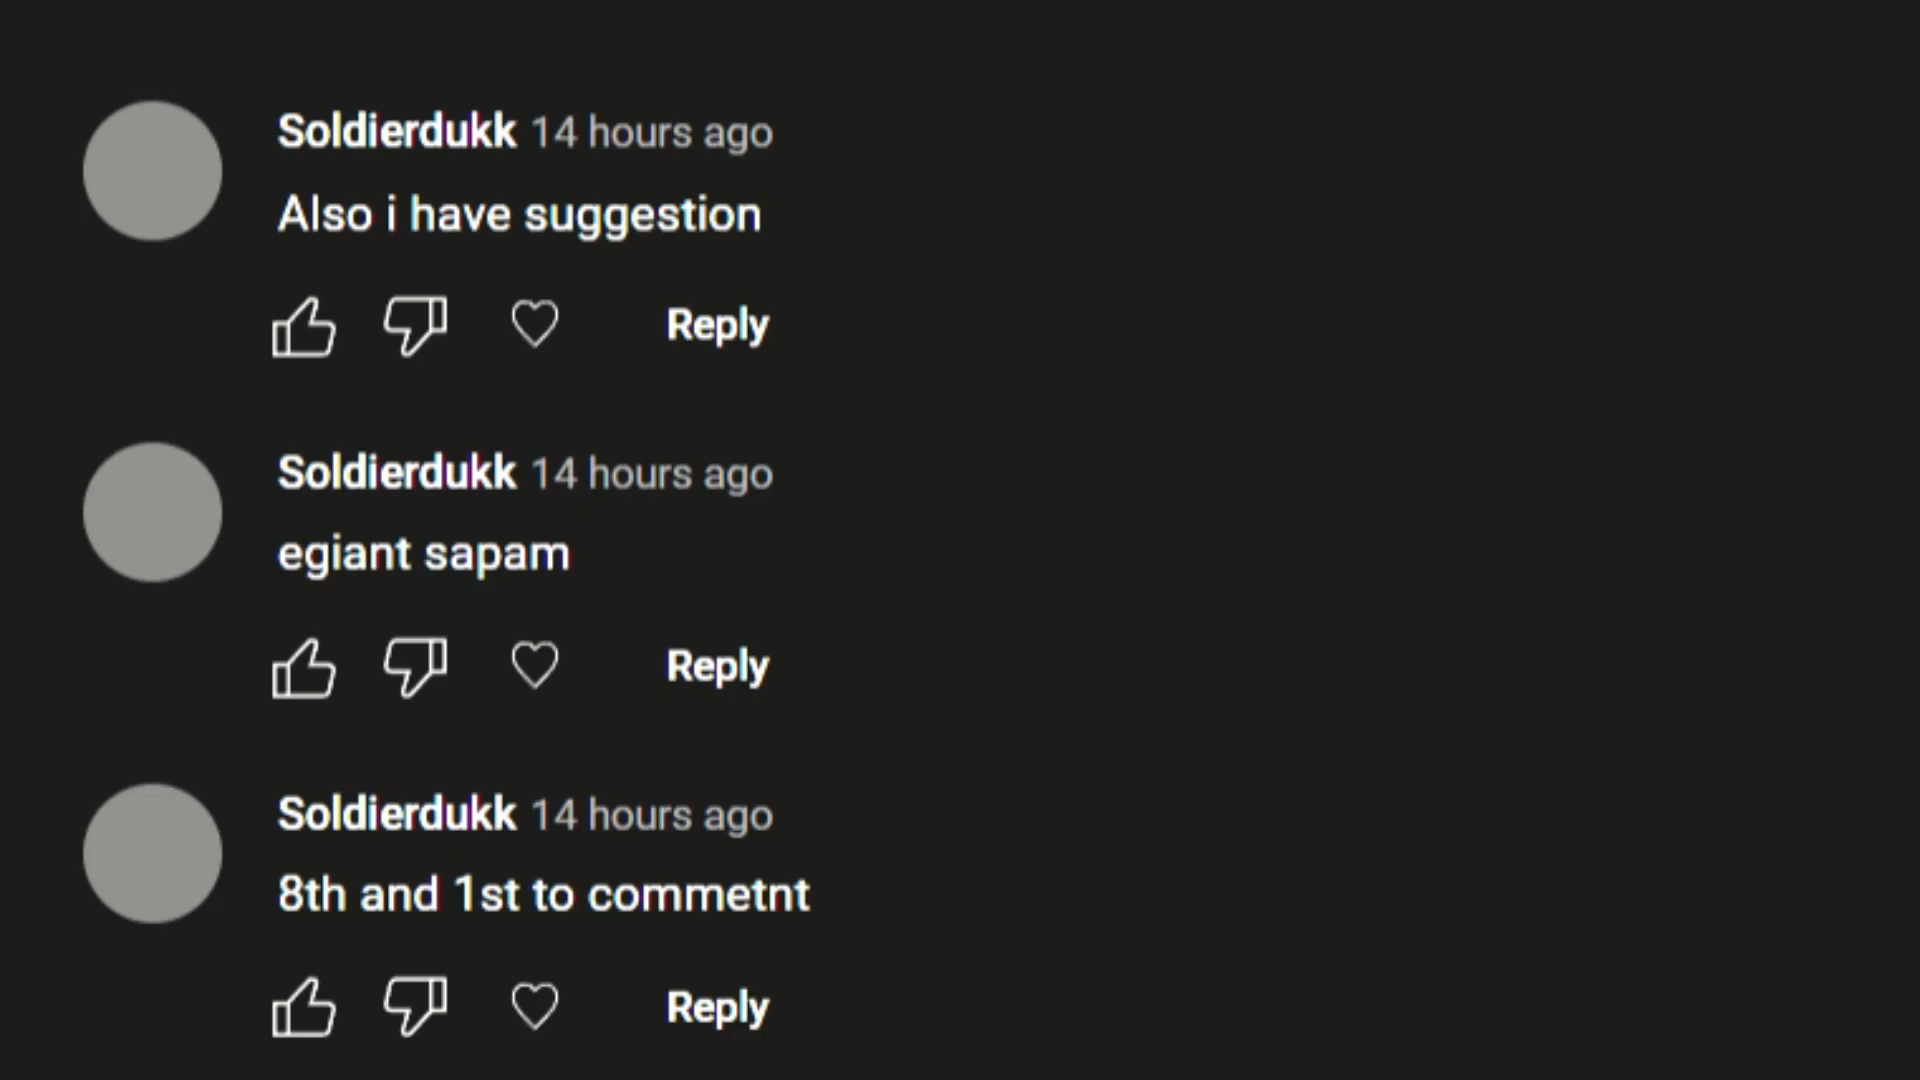 Soldierdukk 14 hours ago
Also i have suggestion
Reply
Soldierdukk 14 hours ago
egiant sapam
Reply
Soldierdukk 14 hours ago
8th and 1st to commetnt
Reply